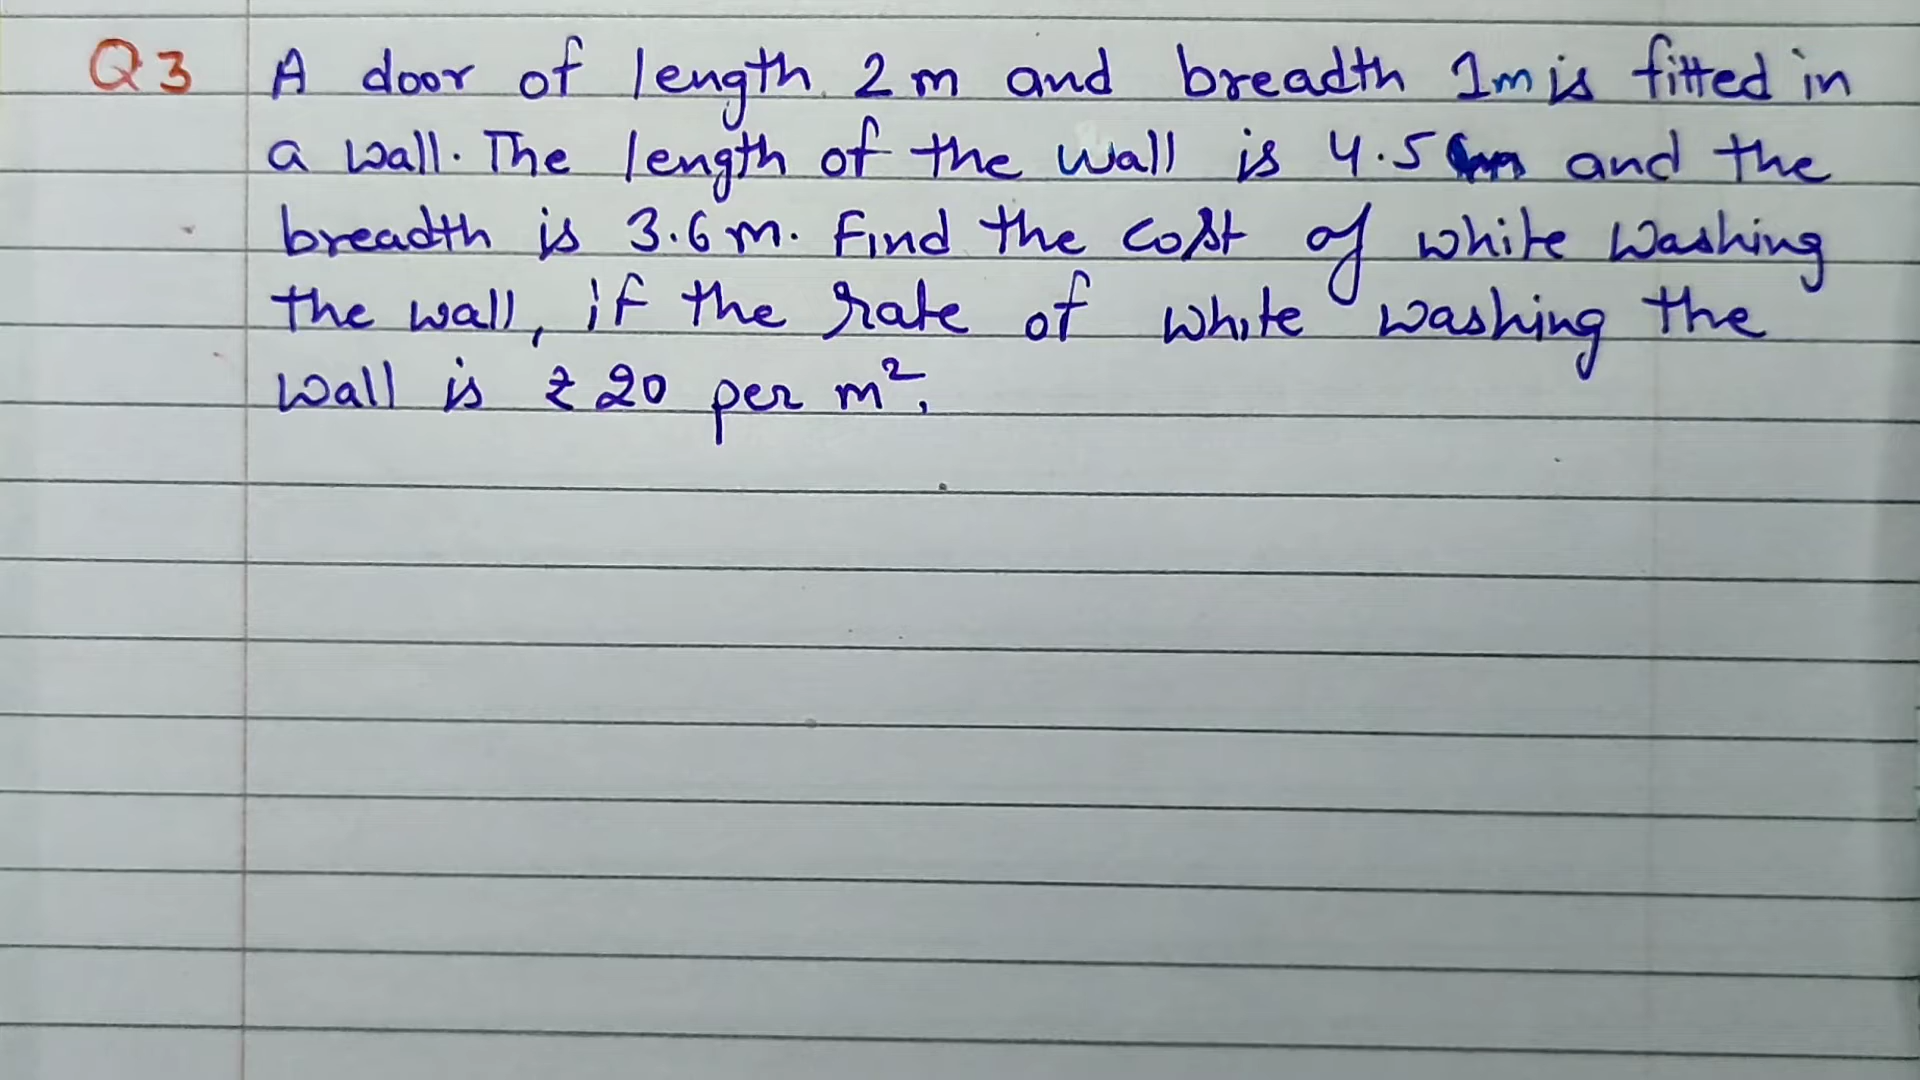 Q3 A door of length 2 m and breadth 1m is fitted in
a wall. The length of the wall is 4.5 m and the
breadth is 3.6 m. Find the cost of white washing
the wall, if the rate of white washing the
wall is ₹ 20 per m².